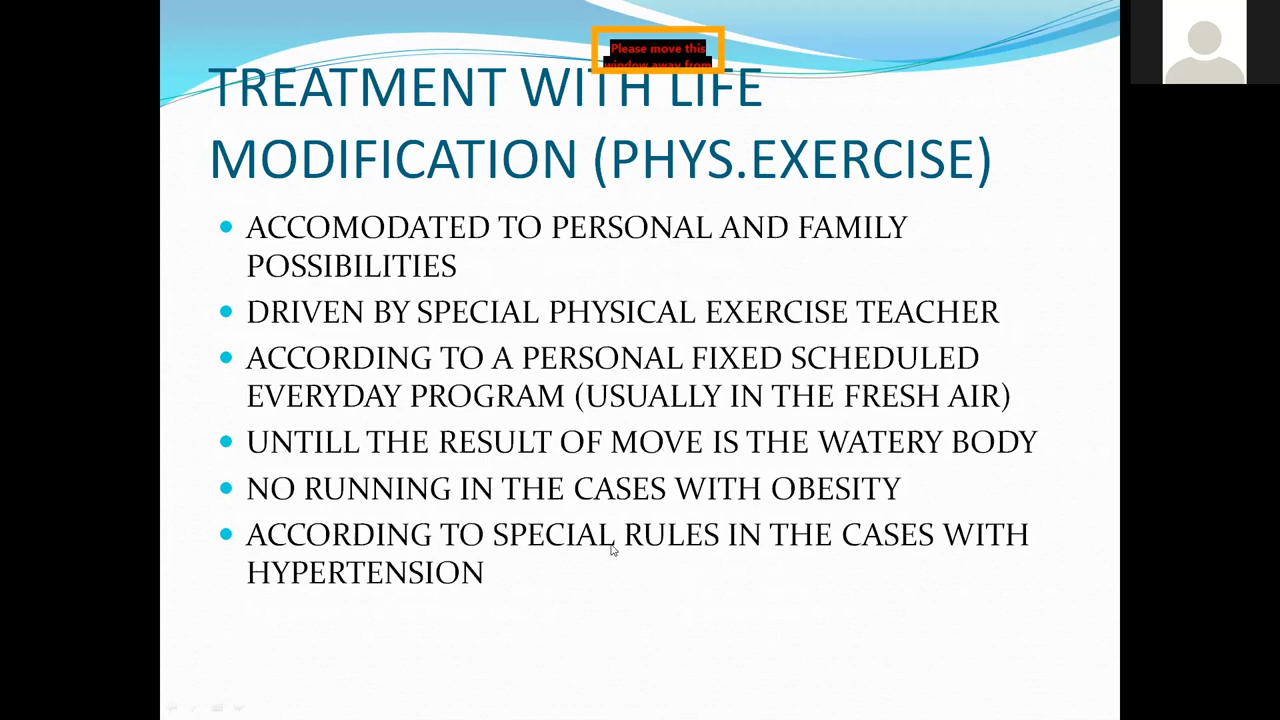 Please move this
window away from
TREATMENT WITH LIFE
MODIFICATION (PHYS.EXERCISE)
ACCOMODATED TO PERSONAL AND FAMILY
POSSIBILITIES
DRIVEN BY SPECIAL PHYSICAL EXERCISE TEACHER
ACCORDING TO A PERSONAL FIXED SCHEDULED
EVERYDAY PROGRAM (USUALLY IN THE FRESH AIR)
UNTILL THE RESULT OF MOVE IS THE WATERY BODY
NO RUNNING IN THE CASES WITH OBESITY
ACCORDING TO SPECIAL RULES IN THE CASES WITH
HYPERTENSION